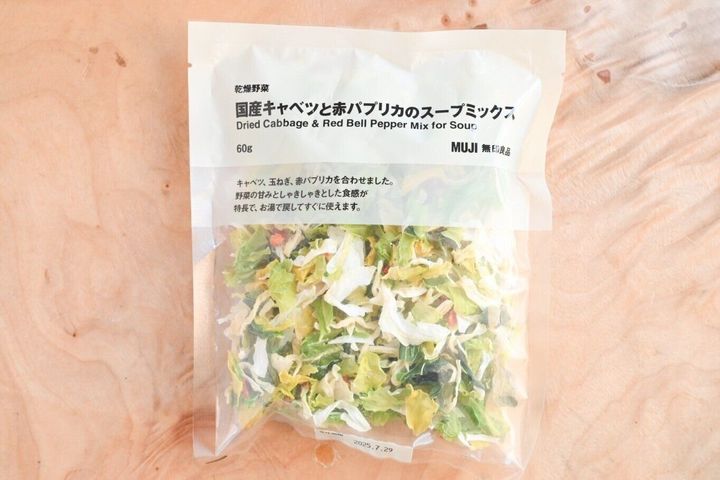 乾燥野菜
国産キャベツと赤パプリカのスープミックス
Dried Cabbage & Red Bell Pepper Mix for Soup
60g
MUJI 無印良品
キャベツ、玉ねぎ、赤パプリカを合わせました。
野菜の甘みとしゃきしゃきとした食感が
特長で、お湯で戻してすぐに使えます。
2025.7.29